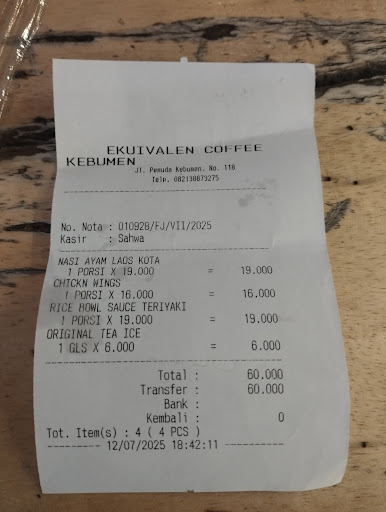 EKUIVALEN COFFEE
KEBUMEN
Jl. Pemuda Kebumen, No. 118
Telp. 082138873275
No. Nota : 010928/FJ/VII/2025
Kasir : Sahwa
NASI AYAM LAOS KOTA
1 PORSI X 19.000 = 19.000
CHICKN WINGS
1 PORSI X 16.000 = 16.000
RICE BOWL SAUCE TERIYAKI
1 PORSI X 19.000 = 19.000
ORIGINAL TEA ICE
1 GLS X 6.000 = 6.000
Total : 60.000
Transfer : 60.000
Bank :
Kembali : 0
Tot. Item(s) : 4 ( 4 PCS )
12/07/2025 18:42:11